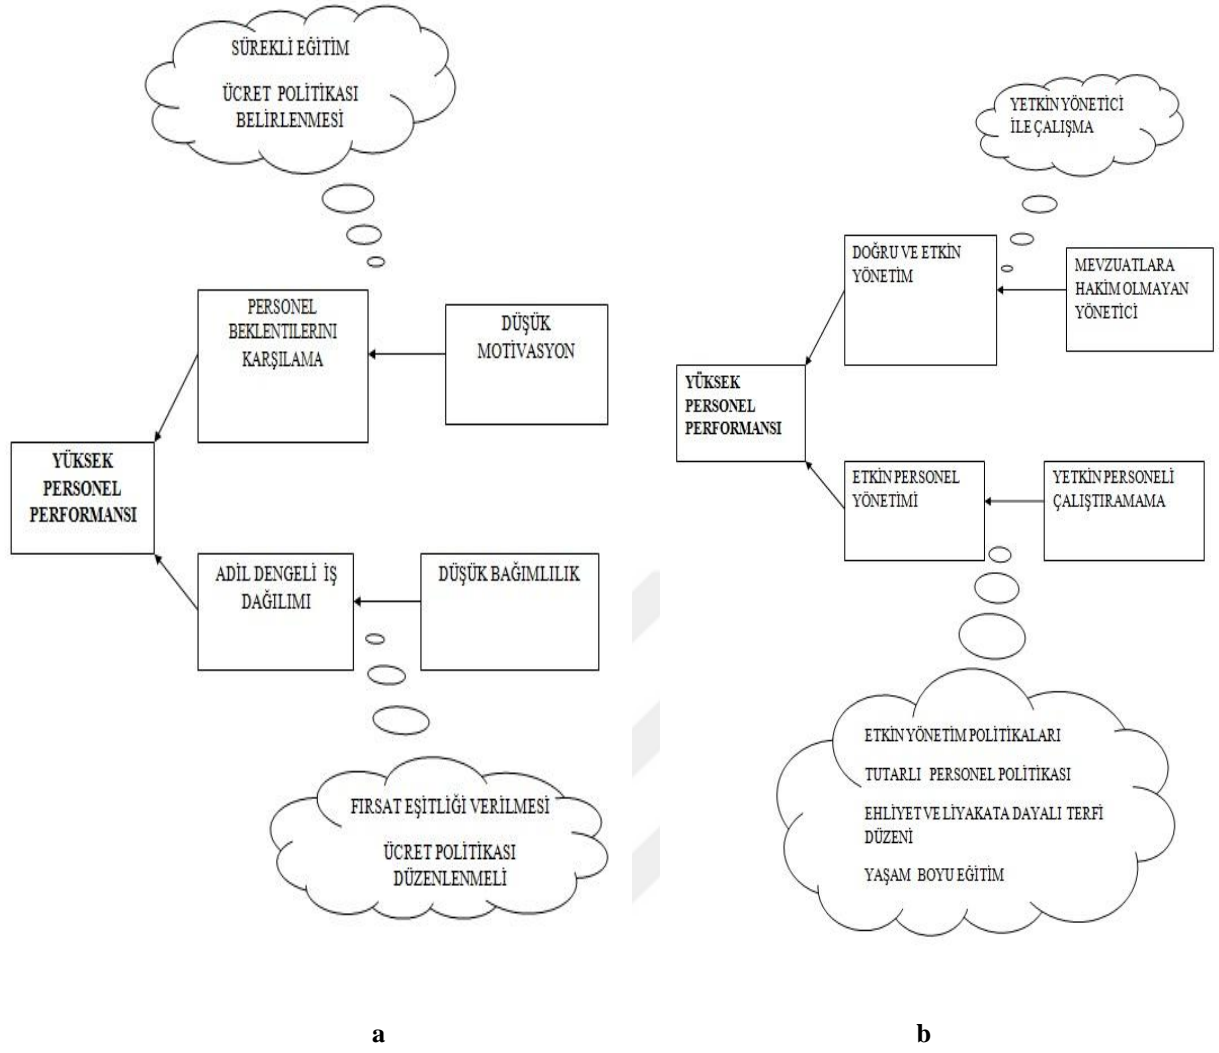 SÜREKLİ EĞİTİM
ÜCRET POLİTİKASI
BELİRLENMESİ
PERSONEL
BEKLENTILERINI
KARŞILAMA
DÜŞÜK
MOTİVASYON
YÜKSEK
PERSONEL
PERFORMANSI
ADİL DENGELİ İŞ
DAĞILIMI
DÜŞÜK BAĞIMLILIK
FIRSAT EŞİTLİĞİ VERİLMESİ
ÜCRET POLİTİKASI
DÜZENLENMELİ
a
YETKİN YÖNETİCİ
İLE ÇALIŞMA
DOĞRU VE ETKİN
YÖNETİM
MEVZUATLARA
HAKİM OLMAYAN
YÖNETİCİ
YÜKSEK
PERSONEL
PERFORMANSI
ETKİN PERSONEL
YÖNETİMİ
YETKİN PERSONELİ
ÇALIŞTIRAMAMA
ETKİN YÖNETİM POLİTİKALARI
TUTARLI PERSONEL POLİTİKASI
EHLİYET VE LİYAKATA DAYALI TERFİ
DÜZENİ
YAŞAM BOYU EĞİTİM
b